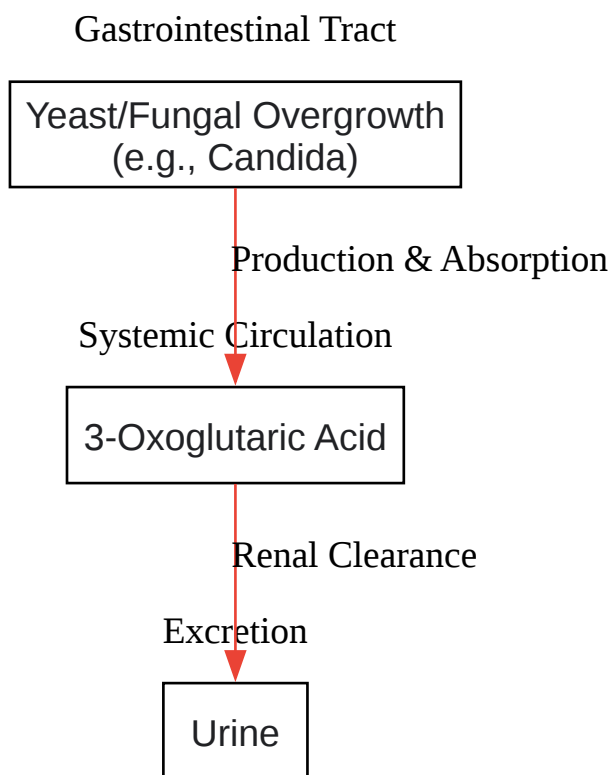 Gastrointestinal Tract
Yeast/Fungal Overgrowth
(e.g., Candida)
Production & Absorption
Systemic Circulation
3-Oxoglutaric Acid
Renal Clearance
Excretion
Urine